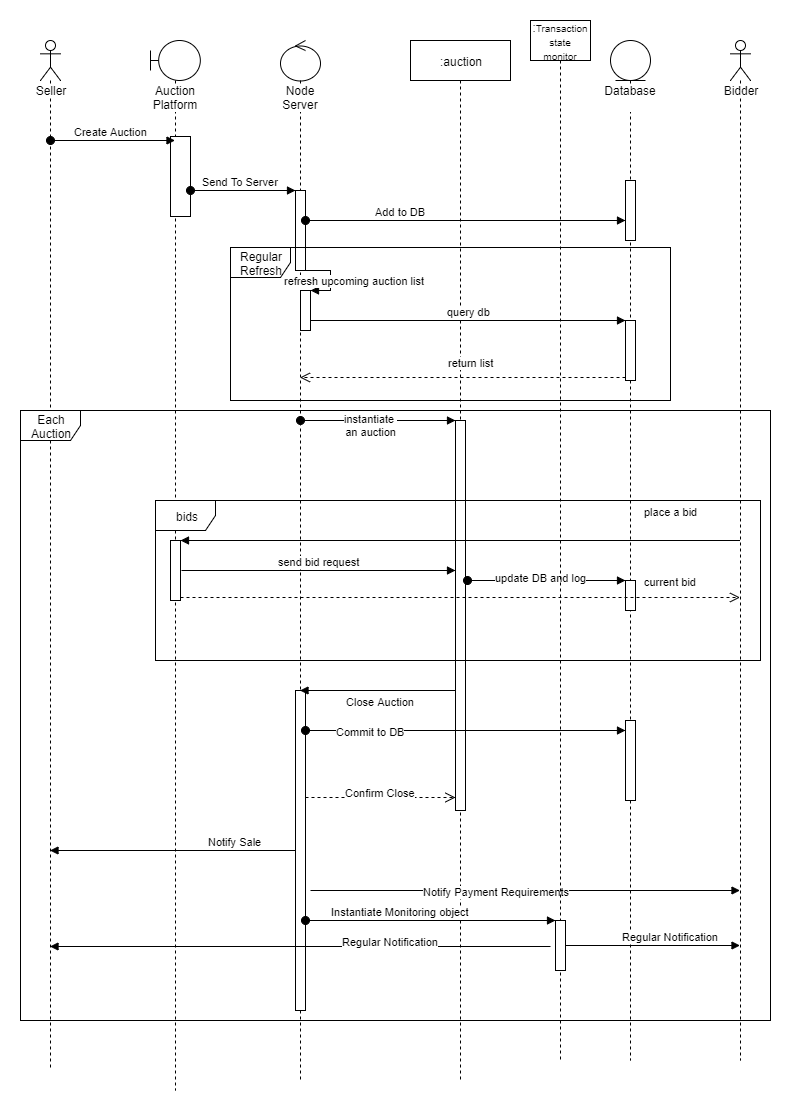 :Transaction
state
monitor
:auction
Seller
Auction
Platform
Node
Server
Database
Bidder
Create Auction
Send To Server
Add to DB
Regular
Refresh
refresh upcoming auction list
query db
return list
Each
Auction
instantiate
an auction
bids
place a bid
send bid request
update DB and log
current bid
Close Auction
Commit to DB
Confirm Close
Notify Sale
Notify Payment Requirements
Instantiate Monitoring object
Regular Notification
Regular Notification